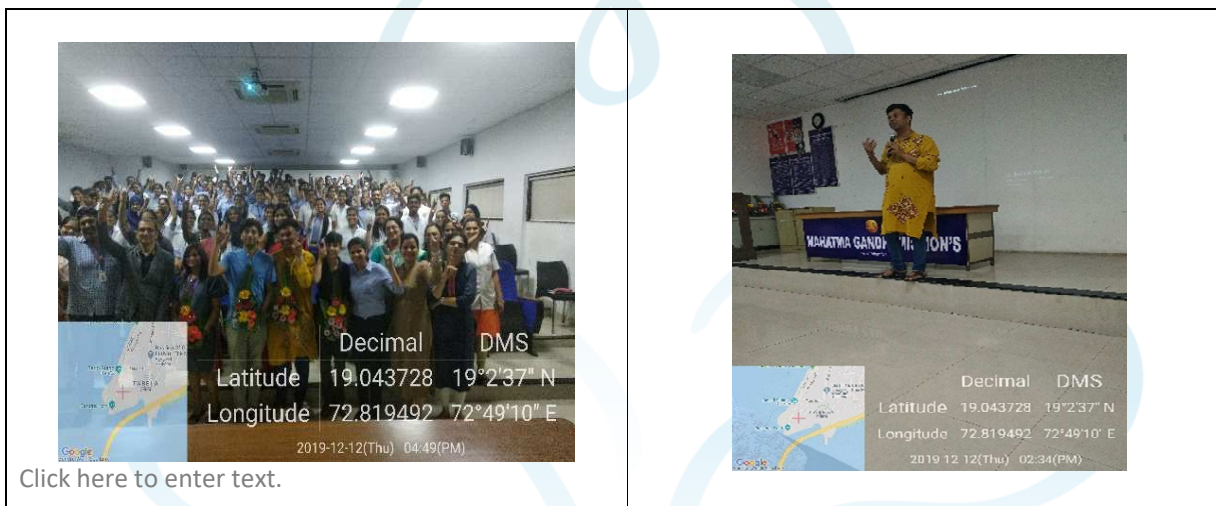 Decimal DMS
Latitude 19.043728 19°2'37" N
Longitude 72.819492 72°49'10" E
2019-12-12(Thu) 04:49(PM)
Google
Click here to enter text.
MAHATMA GANDHI MISSION'S
Decimal DMS
Latitude 19.043728 19°2'37" N
Longitude 72.819492 72°49'10" E
2019-12-12(Thu) 02:34(PM)
Google